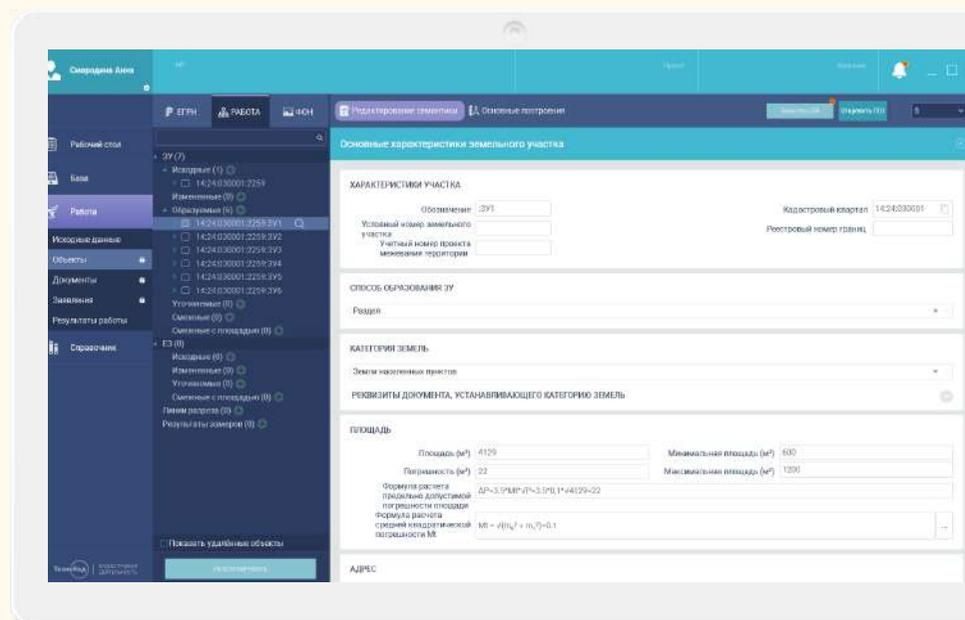 Смородина Анна
ЕГРН
РАБОТА
ФОН
Редактирование семантики
Основные построения
Рабочий стол
База
Работа
Исходные данные
Объекты
Документы
Заявления
Результаты работы
Справочник
ЗУ (7)
Исходные (1)
14:24:030001:2259
Измененные (0)
Образуемые (6)
14:24:030001:2259:ЗУ1
14:24:030001:2259:ЗУ2
14:24:030001:2259:ЗУ3
14:24:030001:2259:ЗУ4
14:24:030001:2259:ЗУ5
14:24:030001:2259:ЗУ6
Уточняемые (0)
Смежные (0)
Смежные с площадью (0)
ЕЗ (0)
Исходные (0)
Измененные (0)
Уточняемые (0)
Смежные с площадью (0)
Линии разреза (0)
Результаты замеров (0)
Показать удалённые объекты
Основные характеристики земельного участка
ХАРАКТЕРИСТИКИ УЧАСТКА
Обозначение :ЗУ1
Кадастровый квартал 14:24:030001
Условный номер земельного
участка
Реестровый номер границ
Учетный номер проекта
межевания территории
СПОСОБ ОБРАЗОВАНИЯ ЗУ
Раздел
КАТЕГОРИЯ ЗЕМЕЛЬ
Земли населенных пунктов
РЕКВИЗИТЫ ДОКУМЕНТА, УСТАНАВЛИВАЮЩЕГО КАТЕГОРИЮ ЗЕМЕЛЬ
ПЛОЩАДЬ
Площадь (м²) 4129
Минимальная площадь (м²) 600
Погрешность (м²) 22
Максимальная площадь (м²) 1200
Формула расчета
предельно допустимой
погрешности площади
ΔP=3.5*Mt*√P=3.5*0,1*√4129=22
Формула расчета
средней квадратической
погрешности Mt
АДРЕС